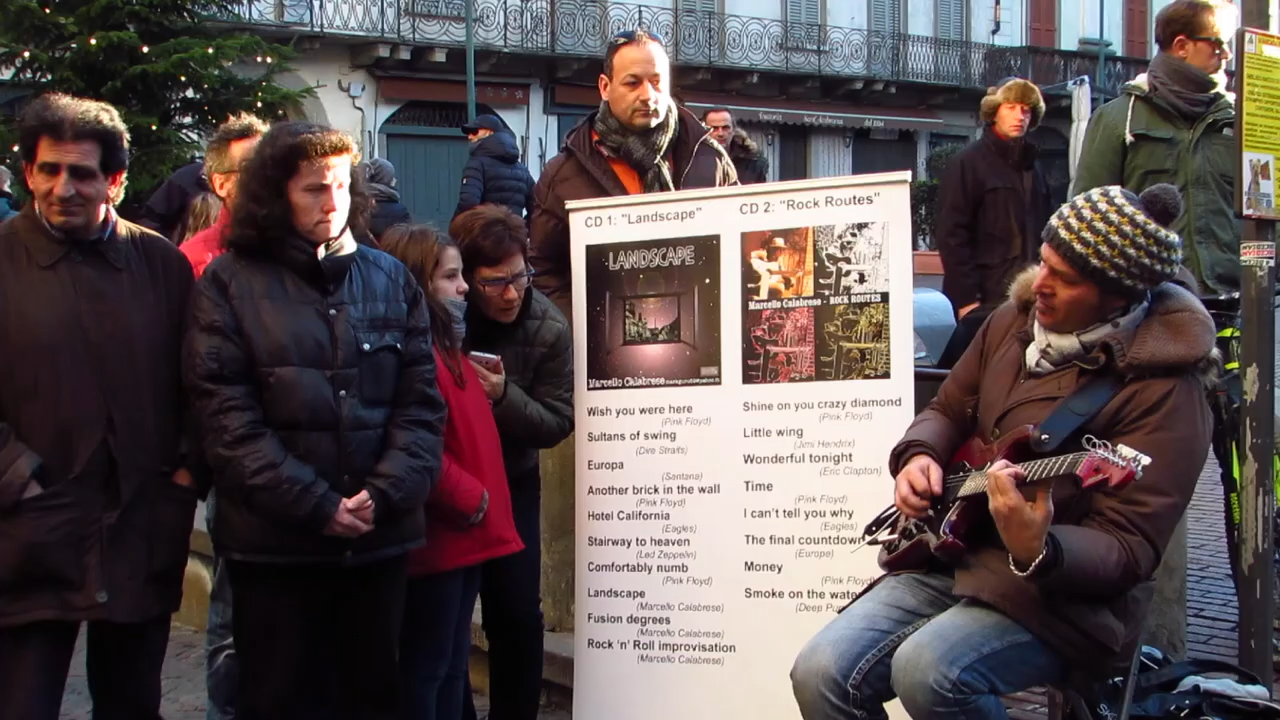 CD 1: "Landscape"
LANDSCAPE
Marcello Calabrese
Wish you were here
(Pink Floyd)
Sultans of swing
(Dire Straits)
Europa
(Santana)
Another brick in the wall
(Pink Floyd)
Hotel California
(Eagles)
Stairway to heaven
(Led Zeppelin)
Comfortably numb
(Pink Floyd)
Landscape
(Marcello Calabrese)
Fusion degrees
(Marcello Calabrese)
Rock 'n' Roll improvisation
(Marcello Calabrese)
CD 2: "Rock Routes"
Marcello Calabrese - ROCK ROUTES
Shine on you crazy diamond
(Pink Floyd)
Little wing
(Jimi Hendrix)
Wonderful tonight
(Eric Clapton)
Time
(Pink Floyd)
I can't tell you why
(Eagles)
The final countdown
(Europe)
Money
(Pink Floyd)
Smoke on the wate
(Deep Pur